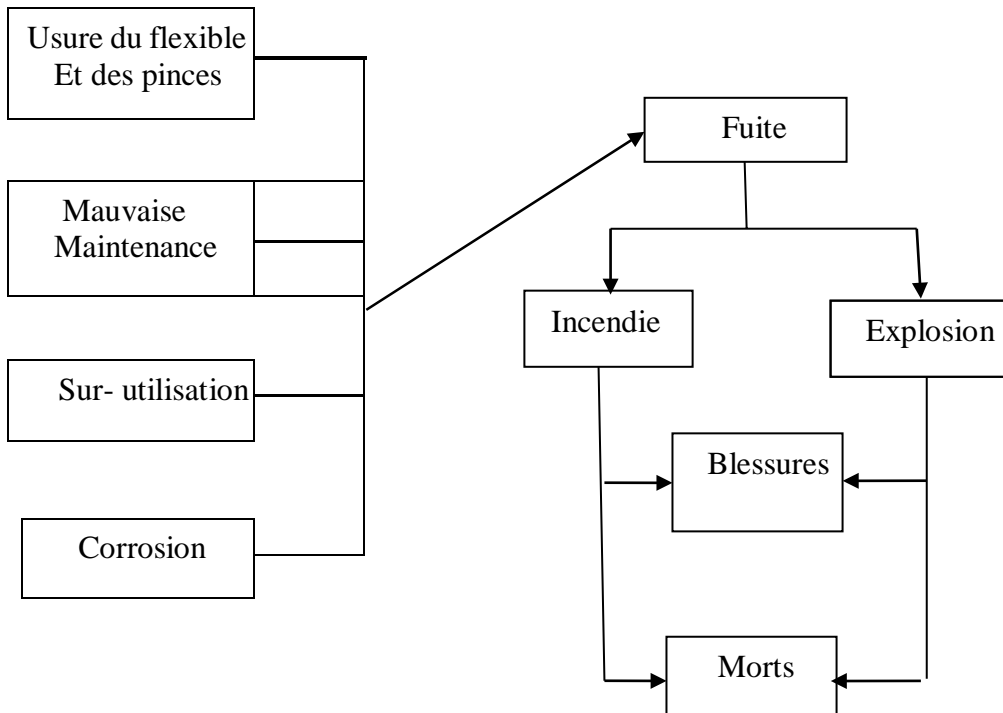 Usure du flexible
Et des pinces
Mauvaise
Maintenance
Sur- utilisation
Corrosion
Fuite
Incendie
Explosion
Blessures
Morts